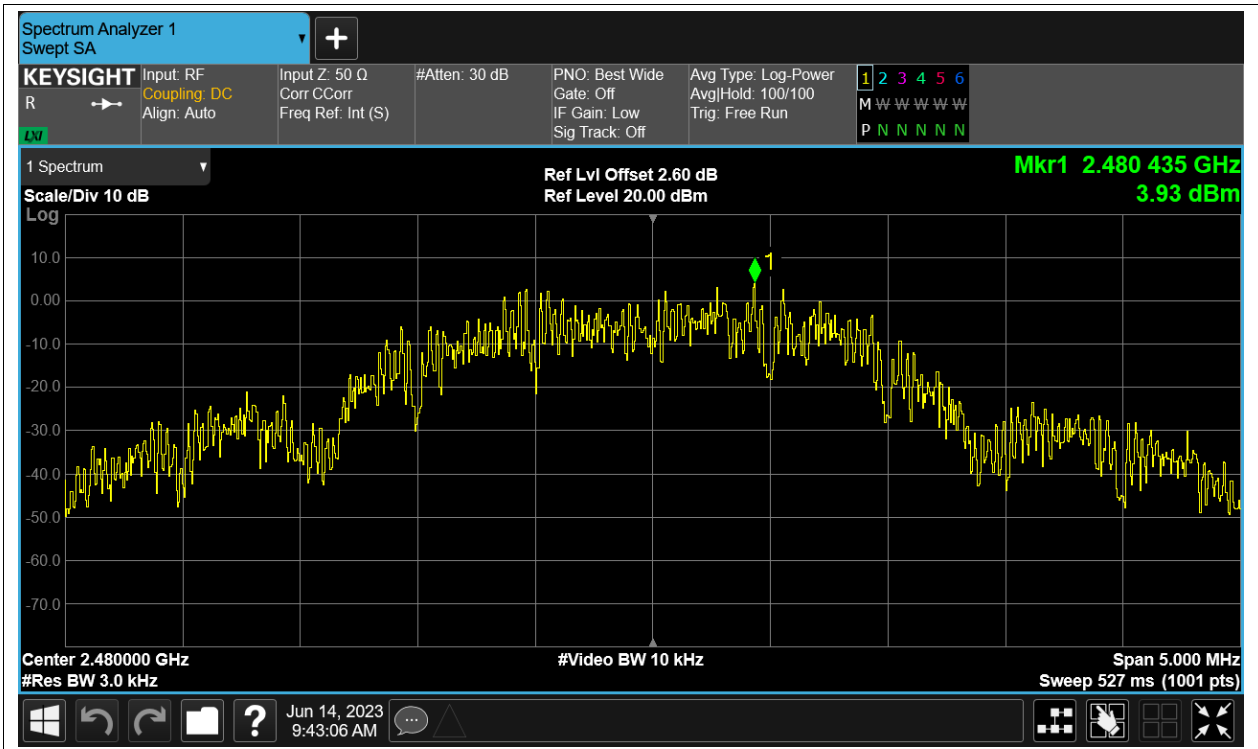 Spectrum Analyzer 1
Swept SA
KEYSIGHT
R
LXI
Input: RF
Coupling: DC
Align: Auto
Input Z: 50 Ω
Corr CCorr
Freq Ref: Int (S)
#Atten: 30 dB
PNO: Best Wide
Gate: Off
IF Gain: Low
Sig Track: Off
Avg Type: Log-Power
Avg|Hold: 100/100
Trig: Free Run
1 2 3 4 5 6
M W W W W W
P N N N N N
1 Spectrum
Scale/Div 10 dB
Log
Ref Lvl Offset 2.60 dB
Ref Level 20.00 dBm
Mkr1 2.480 435 GHz
3.93 dBm
1
10.0
0.00
-10.0
-20.0
-30.0
-40.0
-50.0
-60.0
-70.0
Center 2.480000 GHz
#Res BW 3.0 kHz
#Video BW 10 kHz
Span 5.000 MHz
Sweep 527 ms (1001 pts)
?
Jun 14, 2023
9:43:06 AM